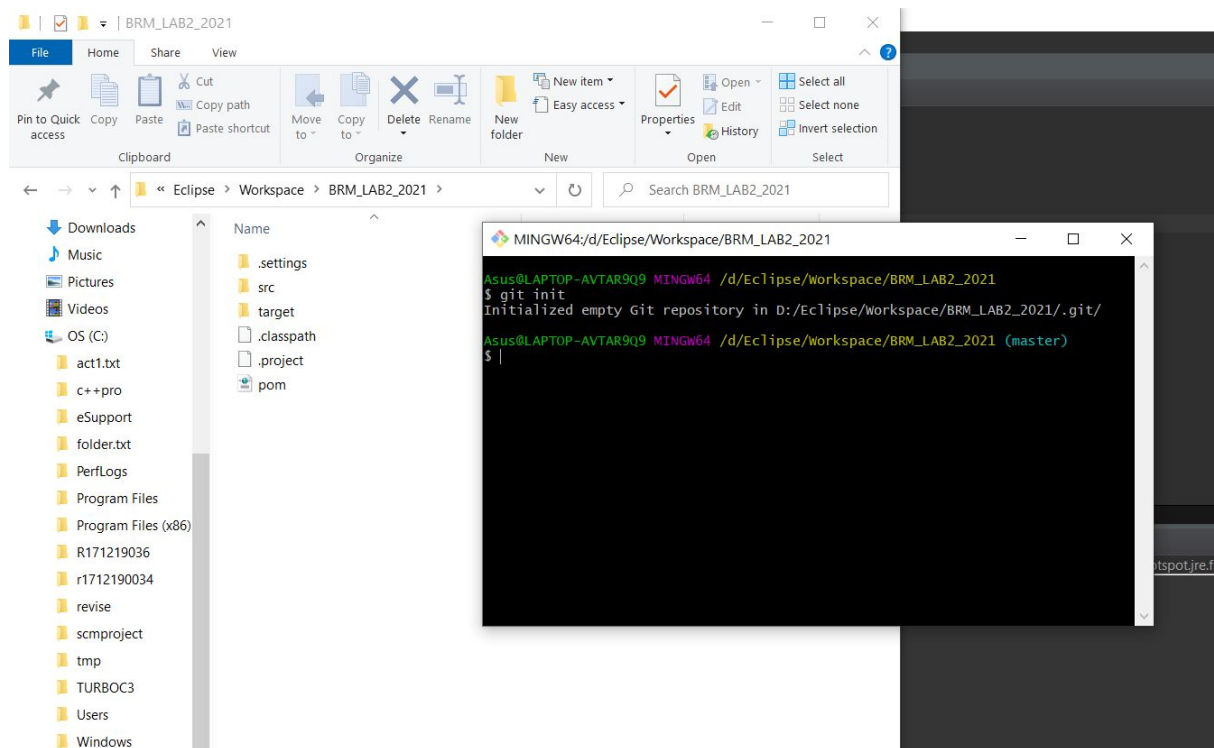 BRM_LAB2_2021
File Home Share View
Pin to Quick access
Copy
Paste
Cut
Copy path
Paste shortcut
Clipboard
Move to
Copy to
Delete
Rename
Organize
New folder
New item
Easy access
New
Properties
Open
Edit
History
Open
Select all
Select none
Invert selection
Select
« Eclipse > Workspace > BRM_LAB2_2021 >
Search BRM_LAB2_2021
Downloads
Music
Pictures
Videos
OS (C:)
act1.txt
c++pro
eSupport
folder.txt
PerfLogs
Program Files
Program Files (x86)
R171219036
r1712190034
revise
scmproject
tmp
TURBOC3
Users
Windows
Name
.settings
src
target
.classpath
.project
pom
MINGW64:/d/Eclipse/Workspace/BRM_LAB2_2021
Asus@LAPTOP-AVTAR9Q9 MINGW64 /d/Eclipse/Workspace/BRM_LAB2_2021
$ git init
Initialized empty Git repository in D:/Eclipse/Workspace/BRM_LAB2_2021/.git/
Asus@LAPTOP-AVTAR9Q9 MINGW64 /d/Eclipse/Workspace/BRM_LAB2_2021 (master)
$
otspot.jre.f